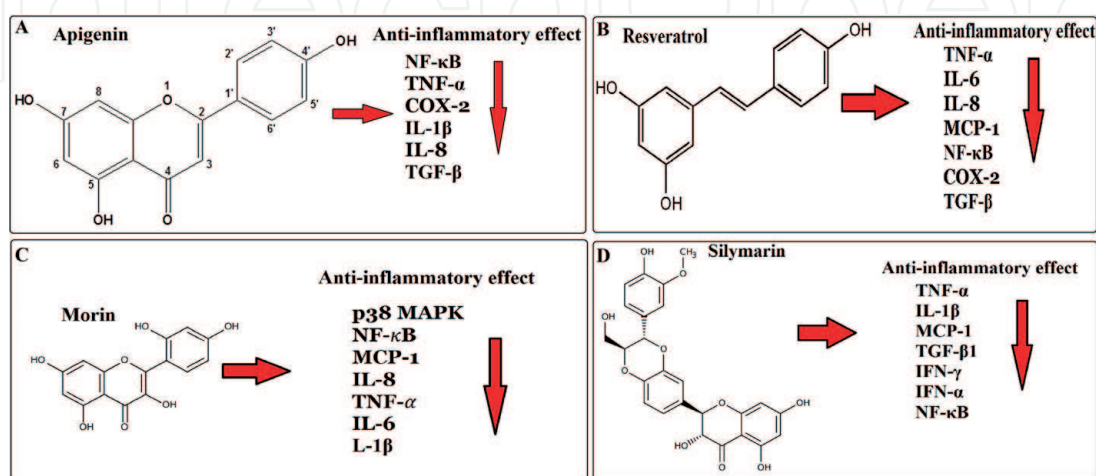 A
Apigenin
Anti-inflammatory effect
NF-κB
TNF-α
COX-2
IL-1β
IL-8
TGF-β
HO
7
8
O
1
2
3
4
O
5
OH
6
1'
2'
3'
4'
OH
5'
6'
B
Resveratrol
Anti-inflammatory effect
TNF-α
IL-6
IL-8
MCP-1
NF-κB
COX-2
TGF-β
OH
HO
OH
C
Morin
Anti-inflammatory effect
p38 MAPK
NF-κB
MCP-1
IL-8
TNF-α
IL-6
L-1β
HO
O
HO
OH
OH
O
OH
D
Silymarin
Anti-inflammatory effect
TNF-α
IL-1β
MCP-1
TGF-β1
IFN-γ
IFN-α
NF-κB
OH
CH₃
O
HO
O
O
O
OH
HO
O
OH